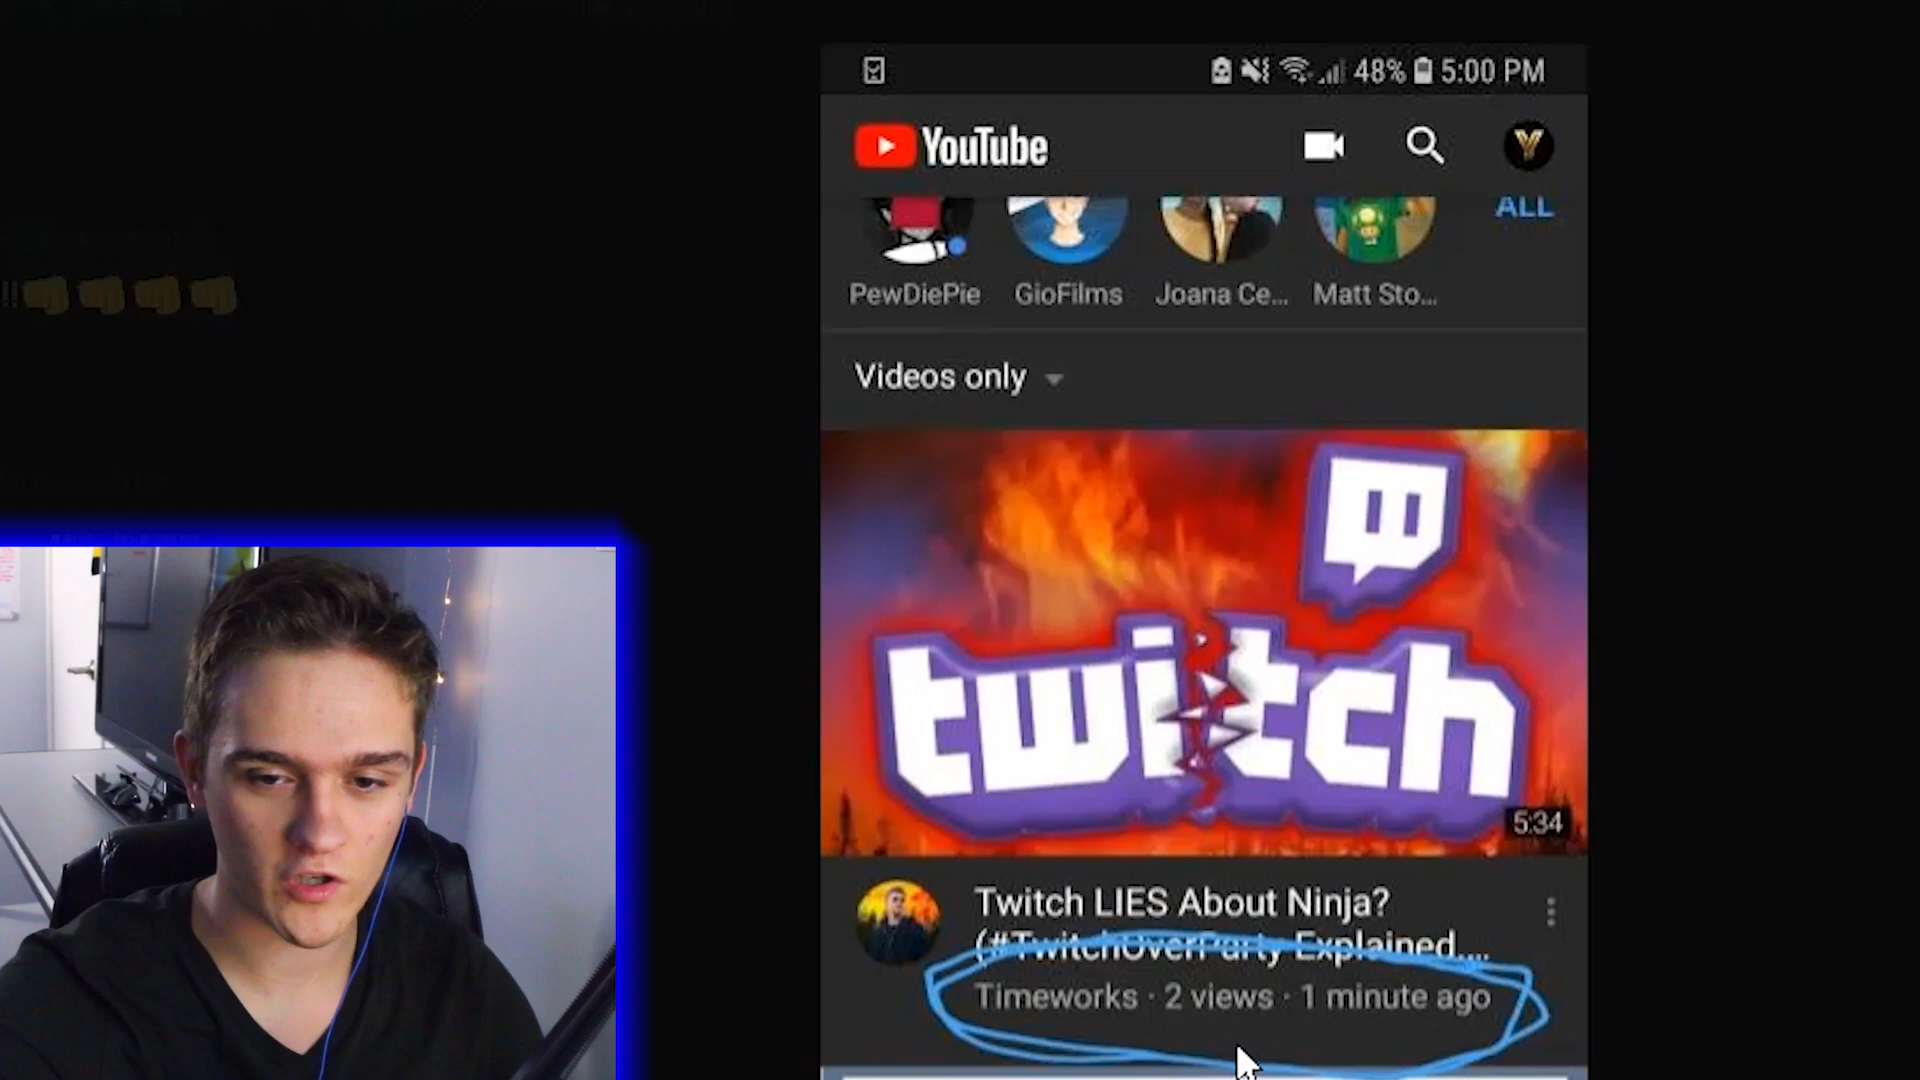 48% 5:00 PM
YouTube
ALL
PewDiePie GioFilms Joana Ce... Matt Sto...
Videos only
twitch
5:34
Twitch LIES About Ninja?
(#TwitchOverParty Explained....
Timeworks · 2 views · 1 minute ago
!!